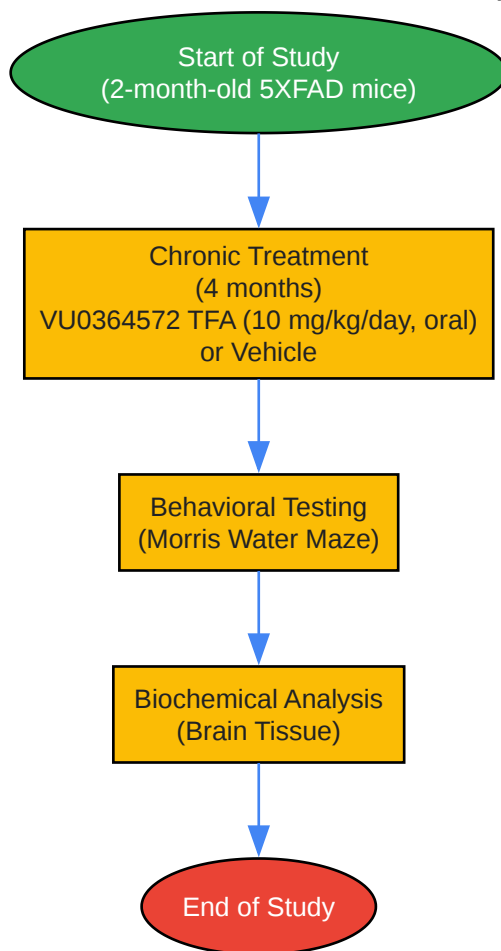 Start of Study
(2-month-old 5XFAD mice)
Chronic Treatment
(4 months)
VU0364572 TFA (10 mg/kg/day, oral)
or Vehicle
Behavioral Testing
(Morris Water Maze)
Biochemical Analysis
(Brain Tissue)
End of Study